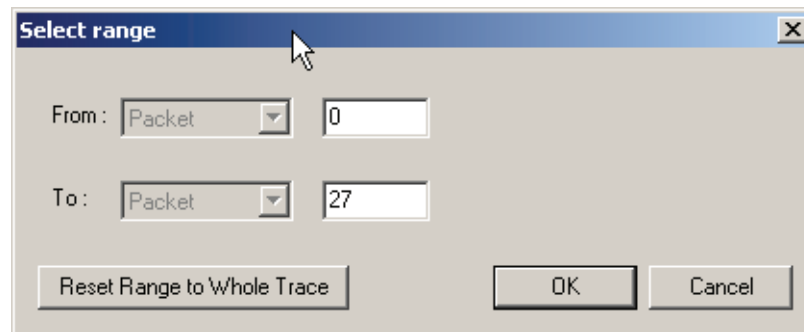 Select range
From : Packet 0
To : Packet 27
Reset Range to Whole Trace OK Cancel